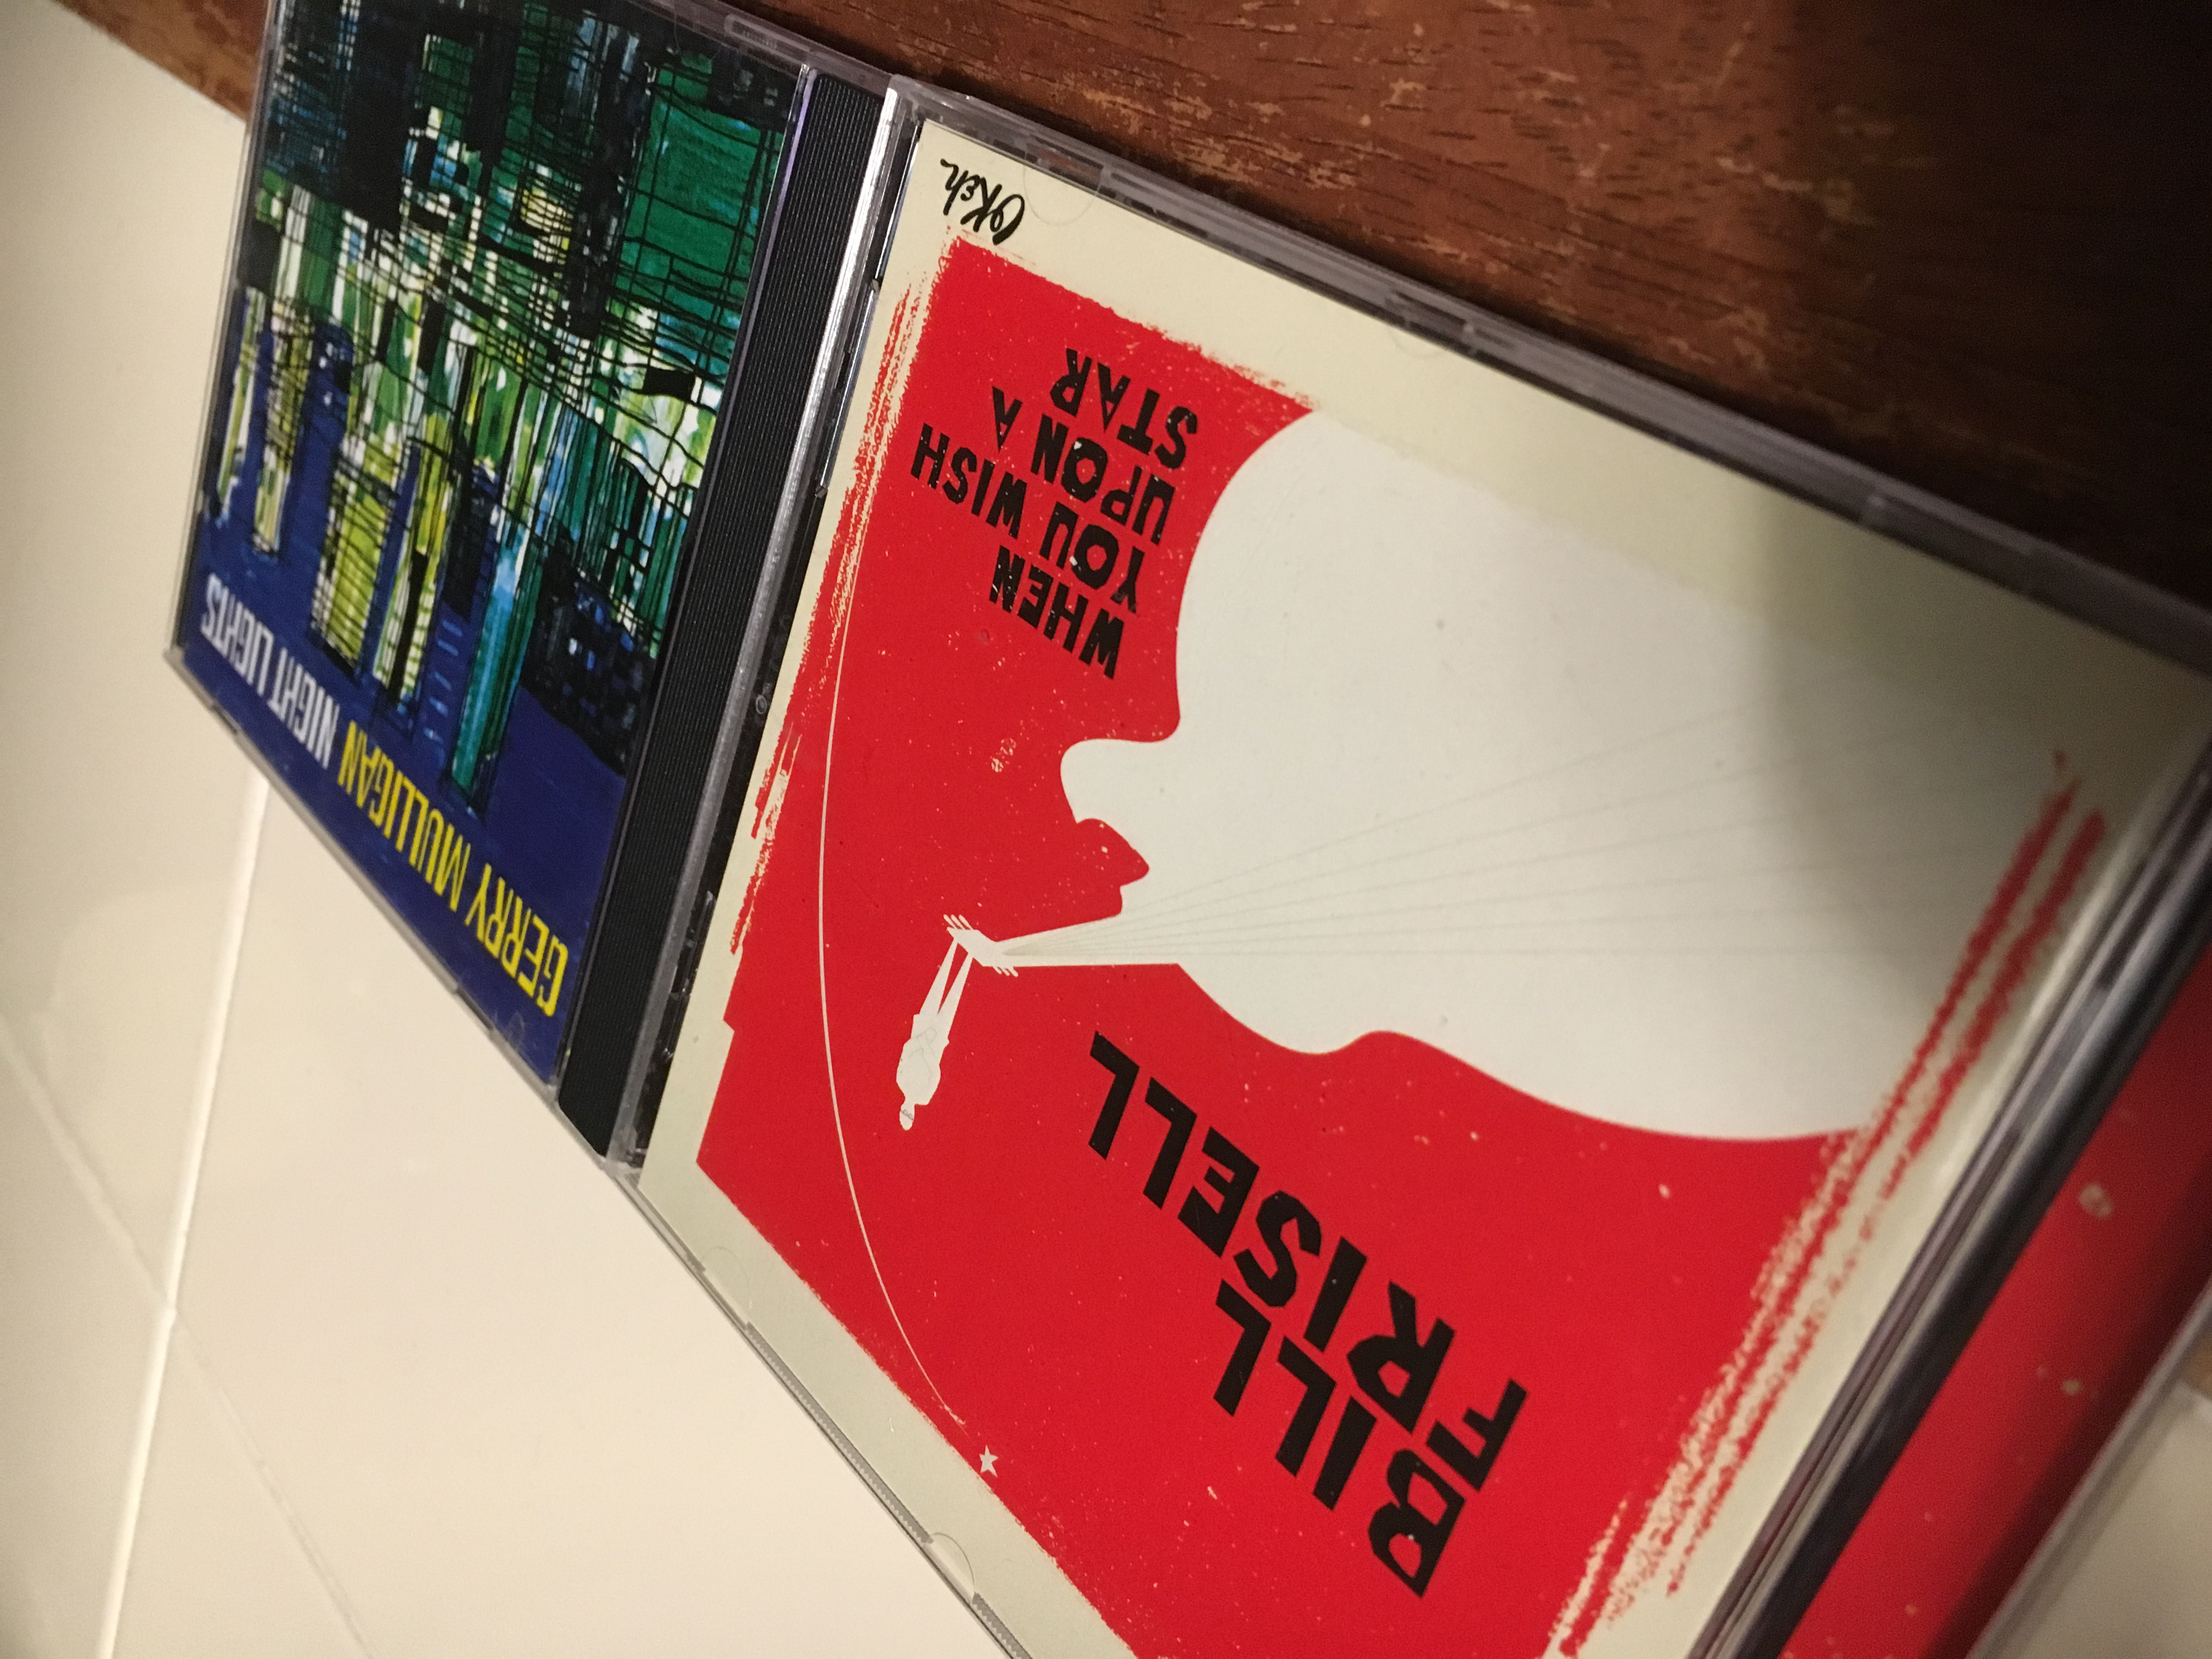 BILL
FRISELL
WHEN
YOU WISH
UPON A
STAR
OKeh
GERRY MULLIGAN NIGHT LIGHTS